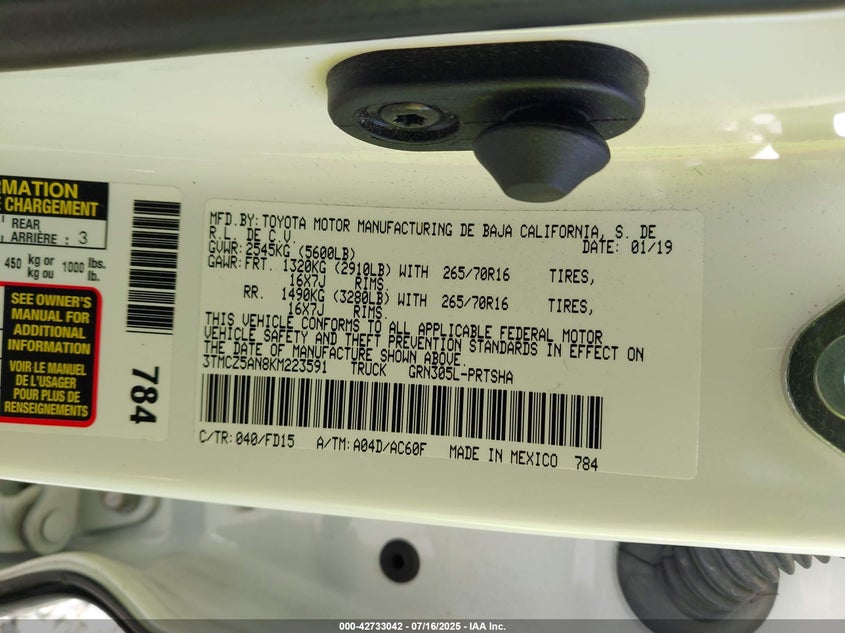 RMATION
CHARGEMENT
REAR
ARRIÈRE : 3
450 kg or kg ou 1000 lbs. lb.
SEE OWNER'S
MANUAL FOR
ADDITIONAL
INFORMATION
VOIR LE MANUEL
DE L'USAGER
POUR PLUS DE
RENSEIGNEMENTS
784
MFD.BY:TOYOTA MOTOR MANUFACTURING DE BAJA CALIFORNIA, S. DE
R.L. DE C.V. DATE: 01/19
GVWR:2545KG (5600LB)
GAWR:FRT. 1320KG (2910LB) WITH 265/70R16 TIRES,
16X7J RIMS.
RR. 1490KG (3280LB) WITH 265/70R16 TIRES,
16X7J RIMS.
THIS VEHICLE CONFORMS TO ALL APPLICABLE FEDERAL MOTOR
VEHICLE SAFETY AND THEFT PREVENTION STANDARDS IN EFFECT ON
THE DATE OF MANUFACTURE SHOWN ABOVE.
3TMCZ5AN8KM223591 TRUCK GRN305L-PRTSHA
C/TR:040/FD15 A/TM:A04D/AC60F MADE IN MEXICO 784
000-42733042 - 07/16/2025 - IAA Inc.